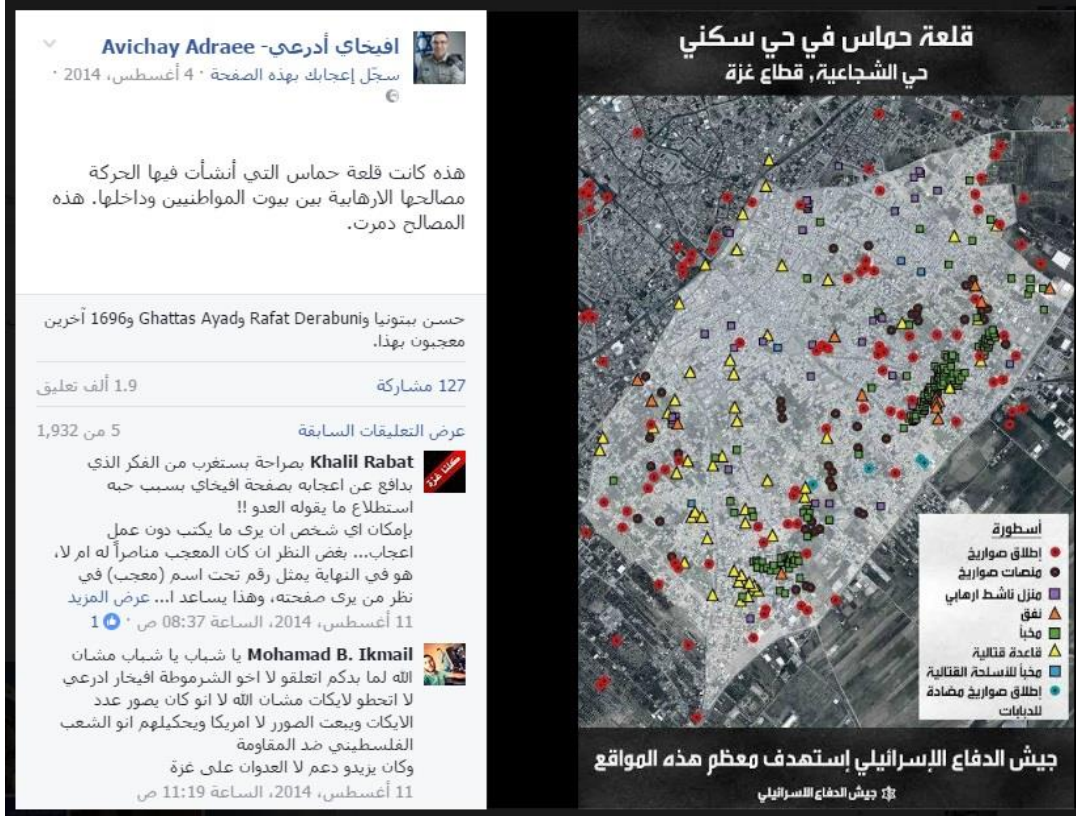 افيخاي أدرعي- Avichay Adraee
سجّل إعجابك بهذه الصفحة · 4 أغسطس، 2014 ·
هذه كانت قلعة حماس التي أنشأت فيها الحركة
مصالحها الارهابية بين بيوت المواطنيين وداخلها. هذه
المصالح دمرت.
حسن بيتونيا وRafat Derabuni وGhattas Ayad و1696 آخرين
معجبون بهذا.
127 مشاركة
1.9 ألف تعليق
عرض التعليقات السابقة
5 من 1,932
Khalil Rabat بصراحة بستغرب من الفكر الذي
بدافع عن اعجابه بصفحة افيخاي بسبب حبه
استطلاع ما يقوله العدو !!
بإمكان اي شخص ان يرى ما يكتب دون عمل
اعجاب... بغض النظر ان كان المعجب مناصراً له ام لا،
هو في النهاية يمثل رقم تحت اسم (معجب) في
نظر من يرى صفحته، وهذا يساعد ا... عرض المزيد
11 أغسطس، 2014، الساعة 08:37 ص · 1
كلنا غزة
Mohamad B. Ikmail يا شباب يا شباب مشان
الله لما بدكم اتعلقو لا اخو الشرموطة افيخار ادرعي
لا اتحطو لايكات مشان الله لا انو كان يصور عدد
الايكات ويبعت الصورر لا امريكا ويحكيلهم انو الشعب
الفلسطيني ضد المقاومة
وكان يزيدو دعم لا العدوان على غزة
11 أغسطس، 2014، الساعة 11:19 ص
قلعة حماس في حي سكني
حي الشجاعية, قطاع غزة
أسطورة
إطلاق صواريخ
منصات صواريخ
منزل ناشط ارهابي
نفق
مخبأ
قاعدة قتالية
مخبأ للأسلحة القتالية
إطلاق صواريخ مضادة
للدبابات
جيش الدفاع الإسرائيلي إستهدف معظم هذه المواقع
جيش الدفاع الاسرائيلي